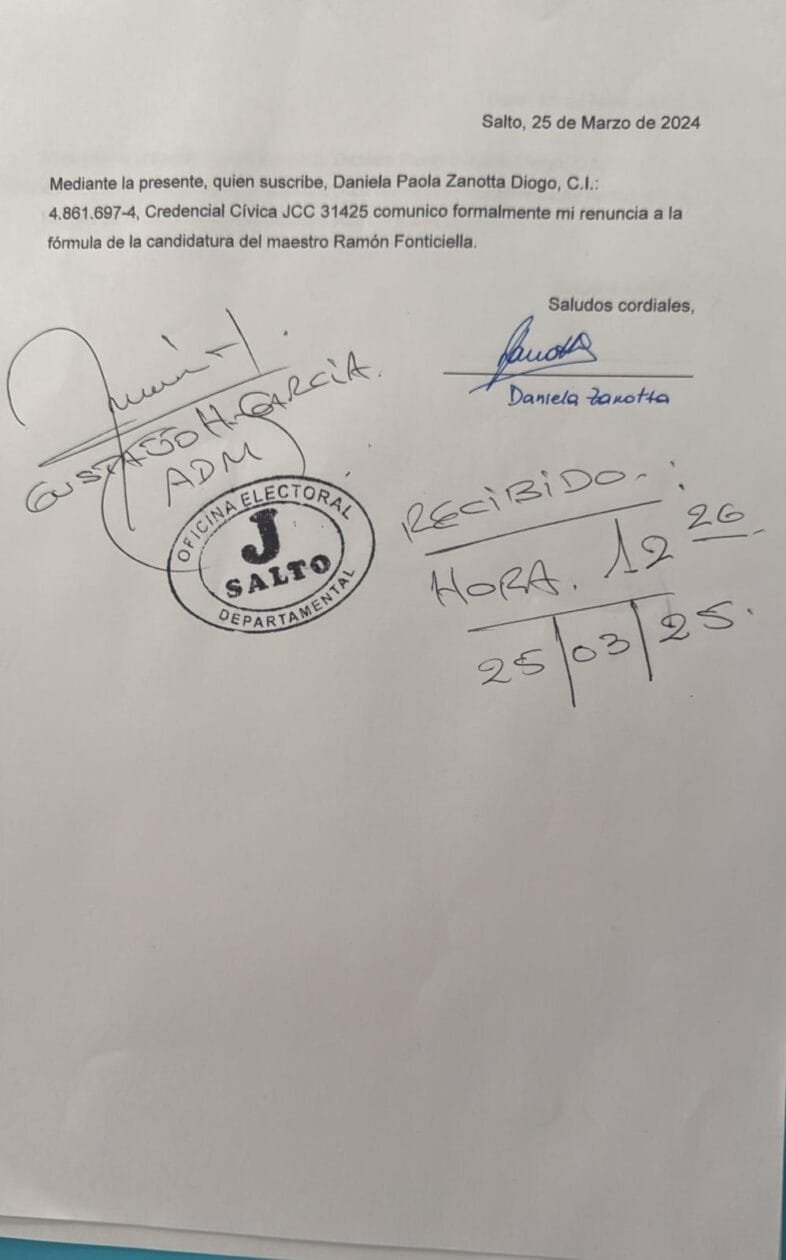 Salto, 25 de Marzo de 2024
Mediante la presente, quien suscribe, Daniela Paola Zanotta Diogo, C.I.:
4.861.697-4, Credencial Cívica JCC 31425 comunico formalmente mi renuncia a la
fórmula de la candidatura del maestro Ramón Fonticiella.
Saludos cordiales,
Zanotta
Daniela Zanotta
GUSTAVO H. GARCIA.
ADM
OFICINA ELECTORAL
J
SALTO
DEPARTAMENTAL
RECIBIDO.:
HORA. 12 26
25/03/25.